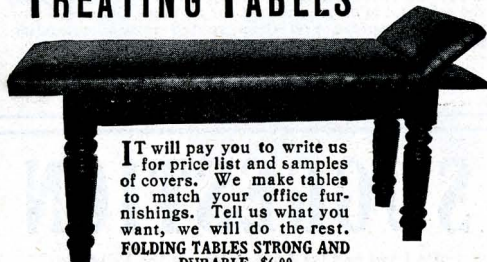 TREATING TABLES
IT will pay you to write us
for price list and samples
of covers. We make tables
to match your office fur-
nishings. Tell us what you
want, we will do the rest.
FOLDING TABLES STRONG AND
DURABLE, $6.00